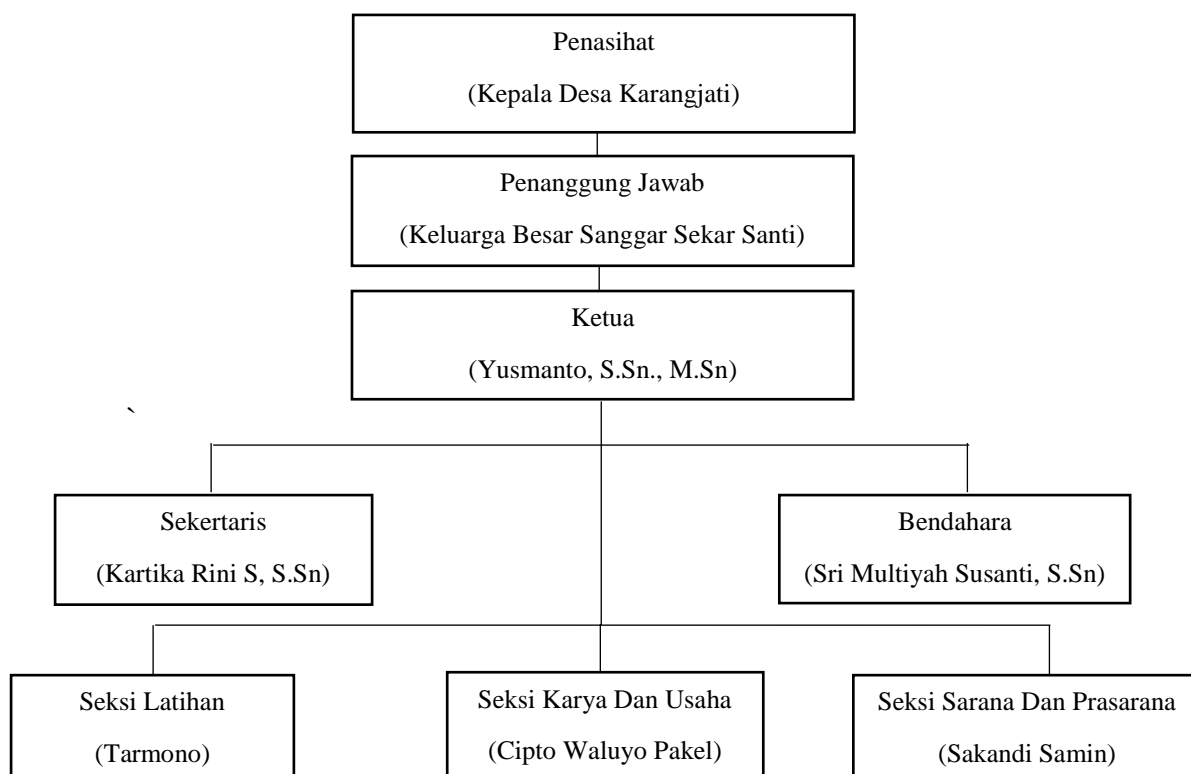 Penasihat
(Kepala Desa Karangjati)
Penanggung Jawab
(Keluarga Besar Sanggar Sekar Santi)
Ketua
(Yusmanto, S.Sn., M.Sn)
`
Sekertaris
(Kartika Rini S, S.Sn)
Bendahara
(Sri Multiyah Susanti, S.Sn)
Seksi Latihan
(Tarmono)
Seksi Karya Dan Usaha
(Cipto Waluyo Pakel)
Seksi Sarana Dan Prasarana
(Sakandi Samin)